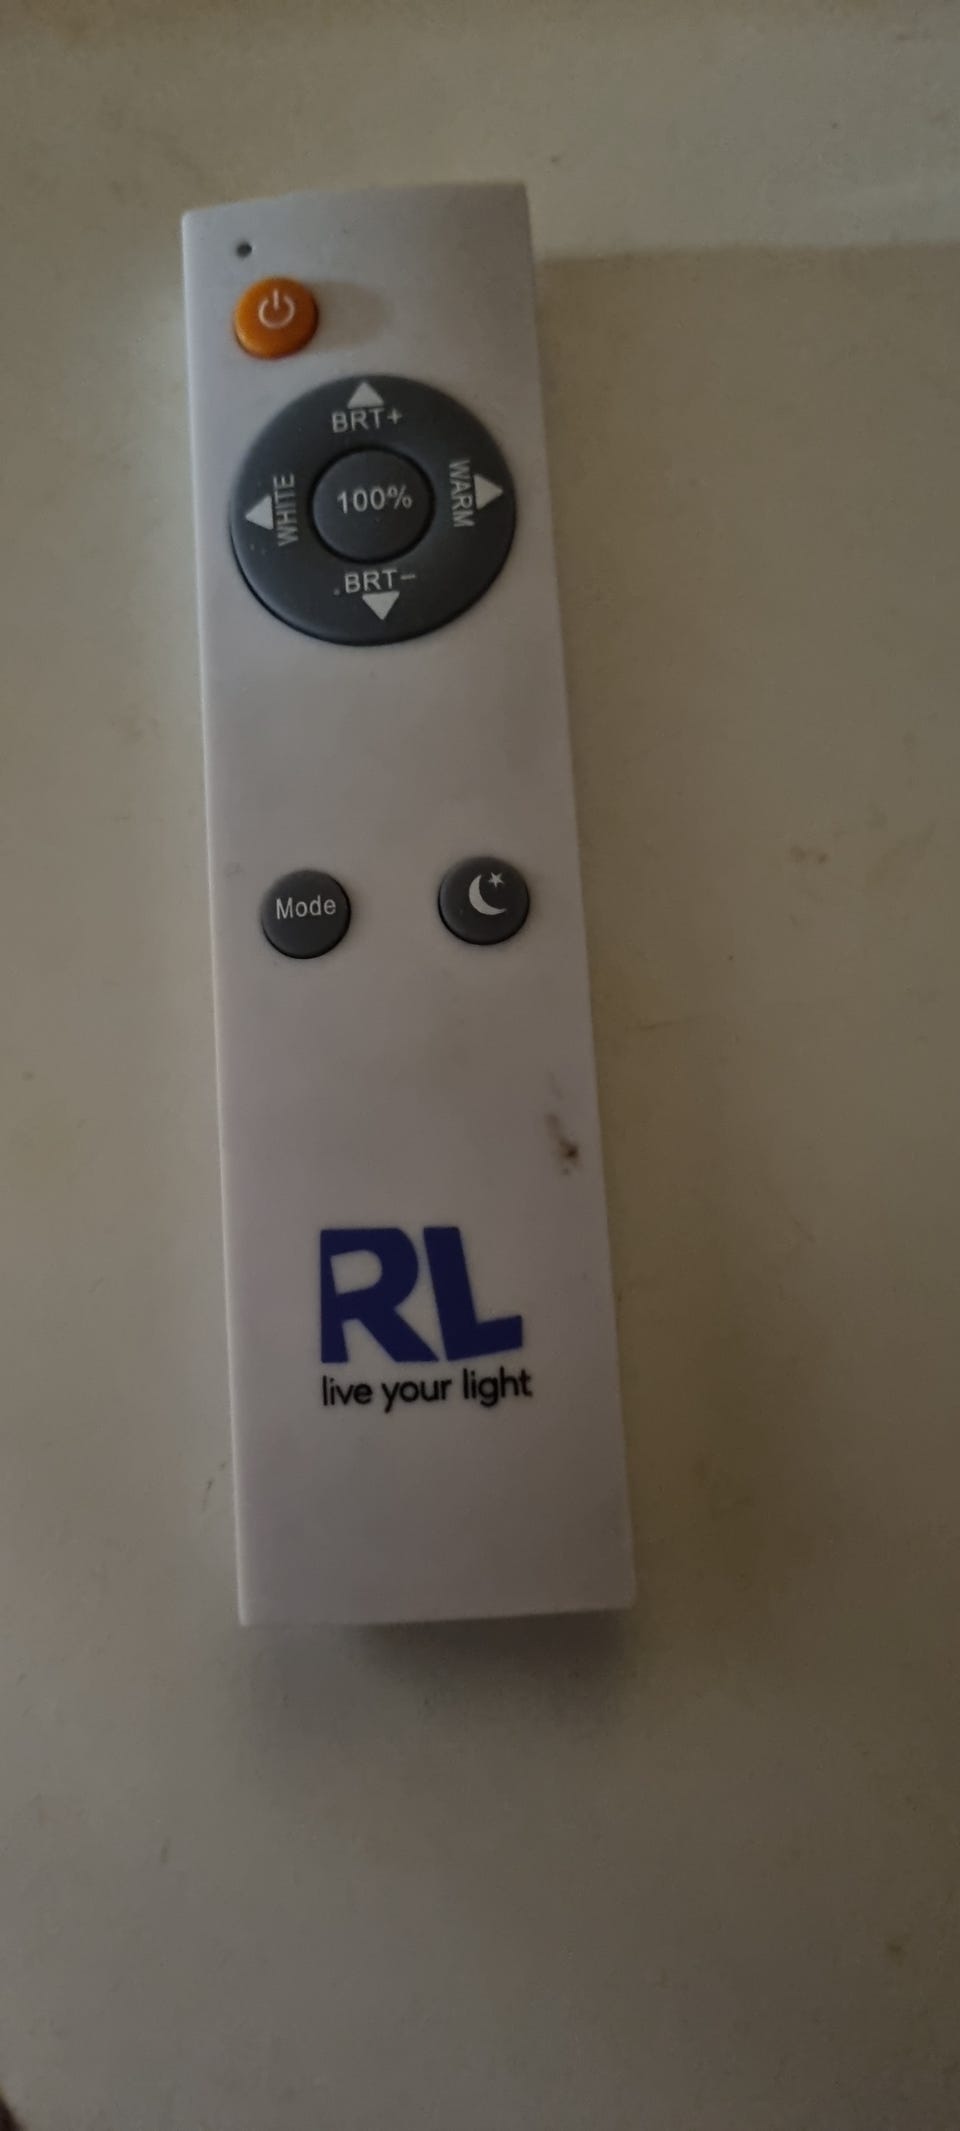 BRT+
WHITE
100%
WARM
BRT−
Mode
RL
live your light